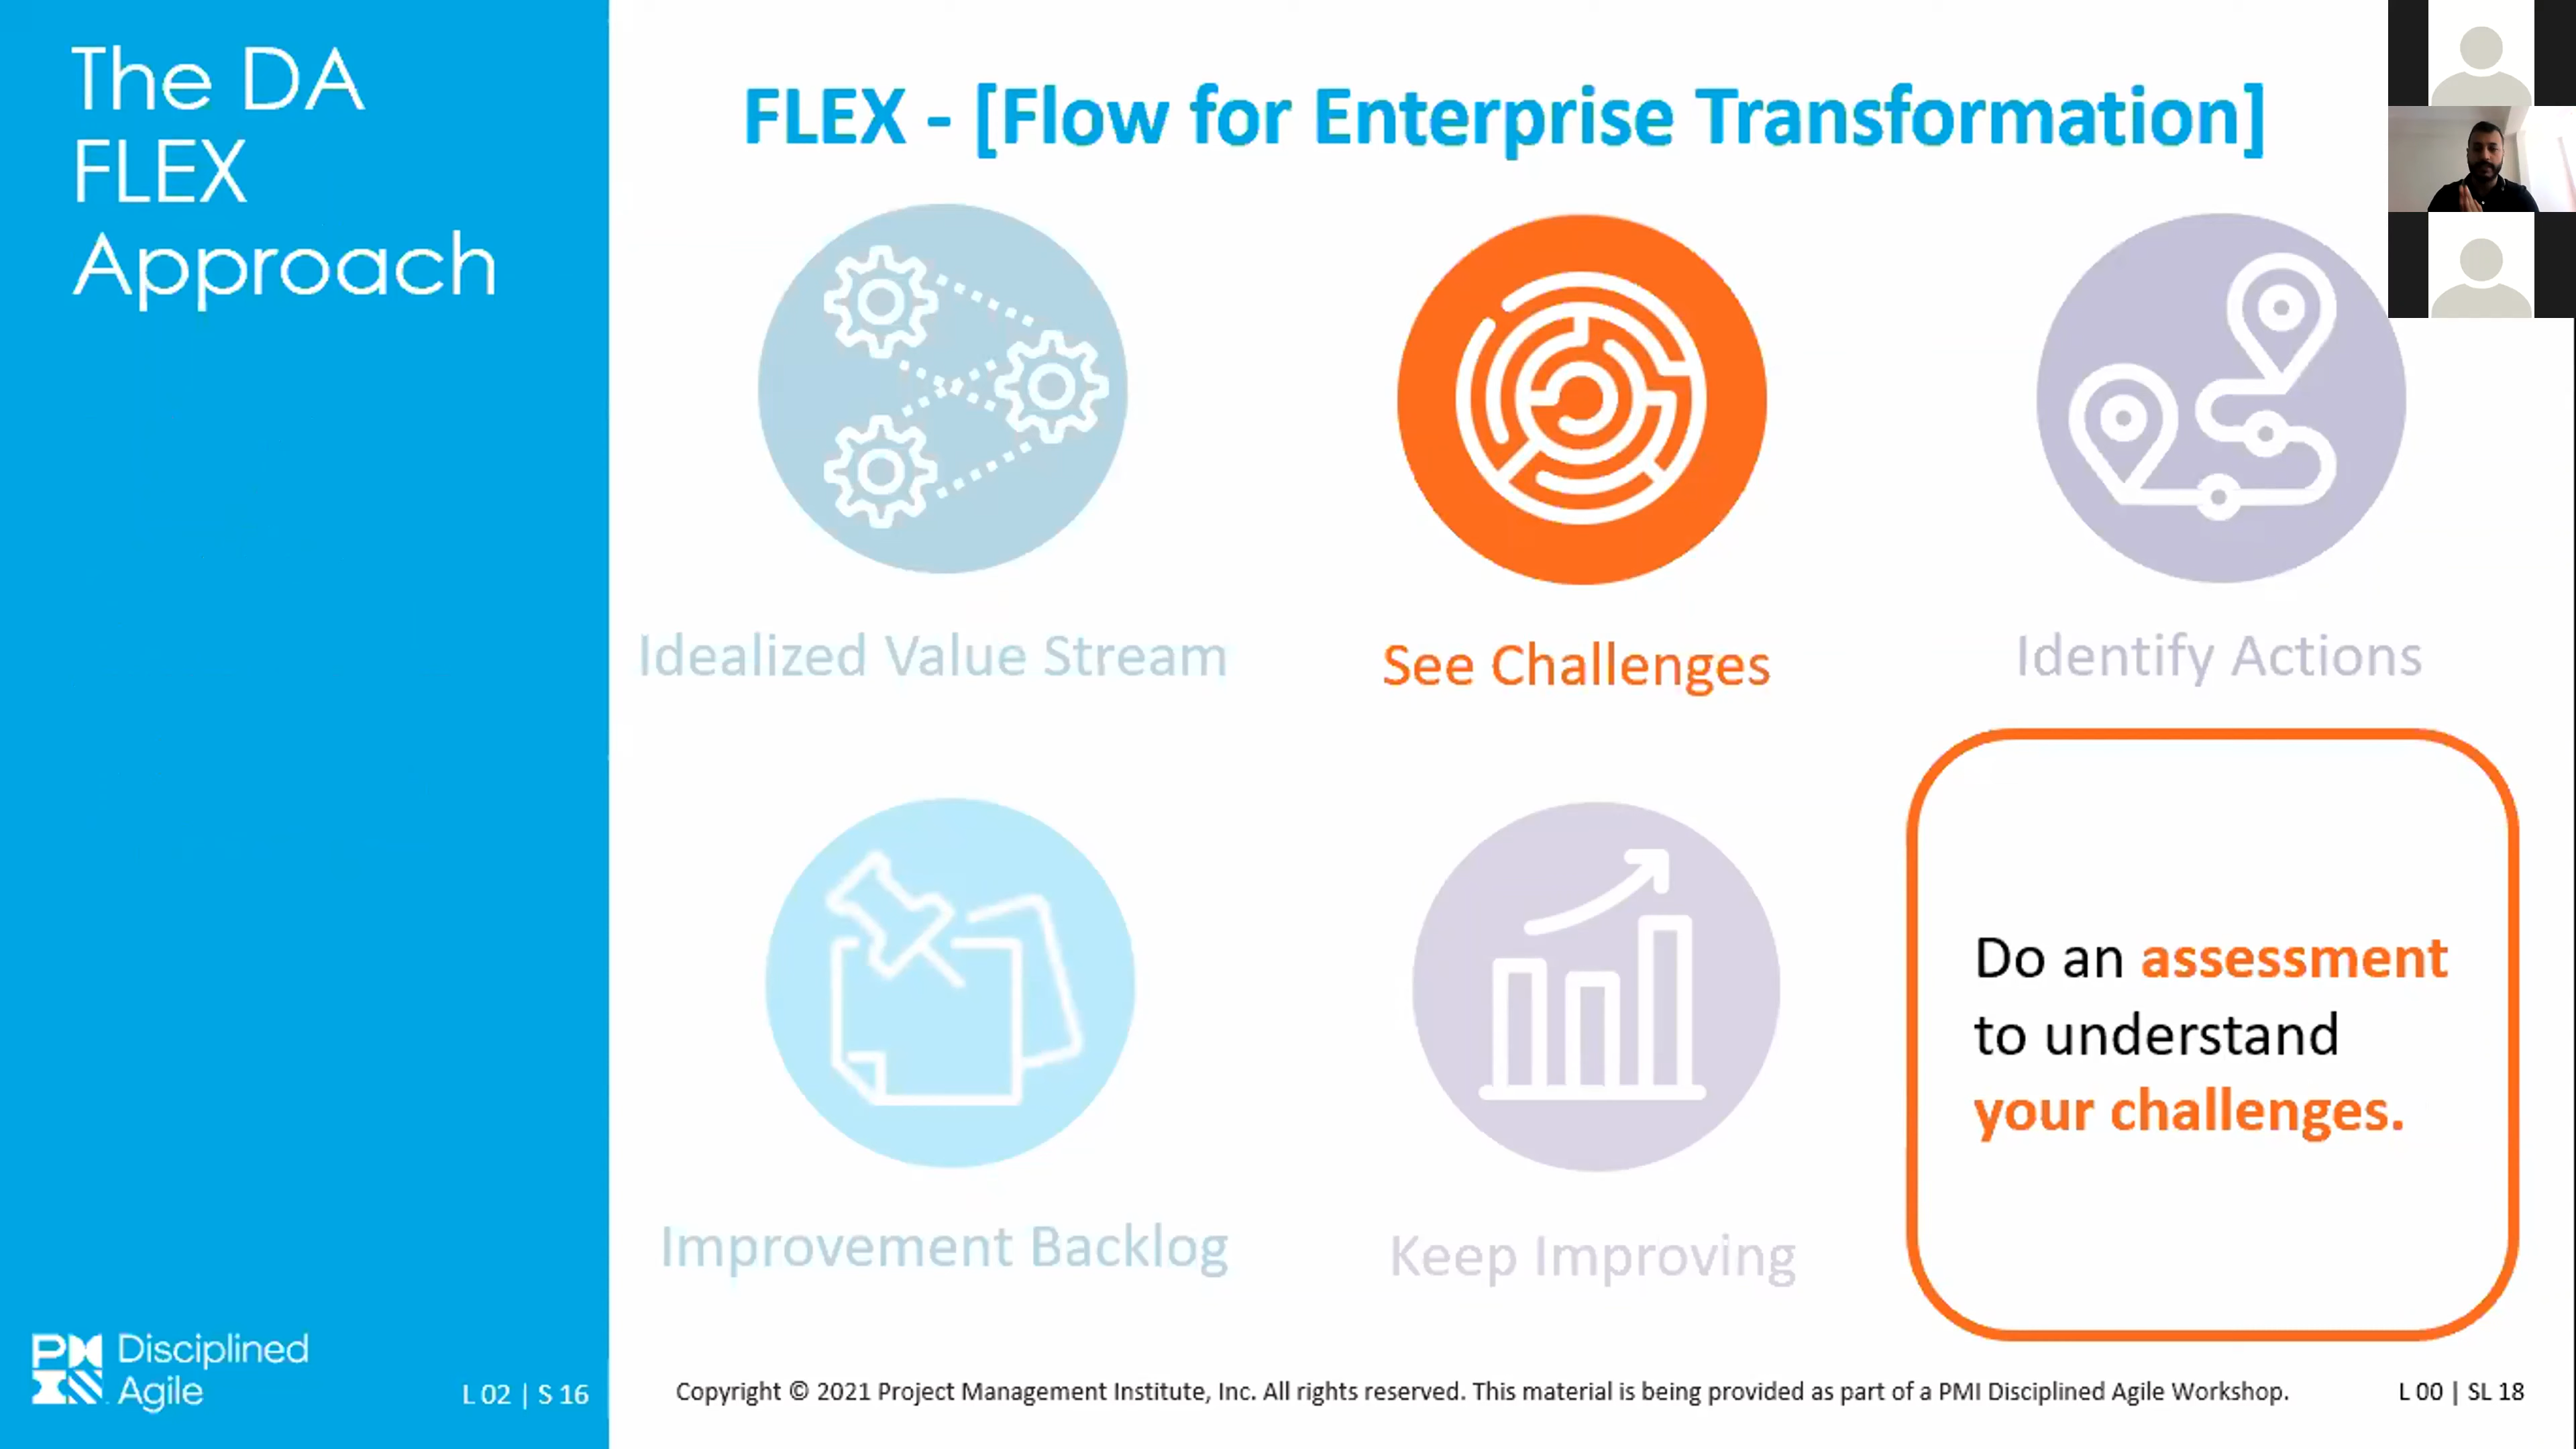 The DA
FLEX
Approach
FLEX - [Flow for Enterprise Transformation]
Idealized Value Stream
See Challenges
Identify Actions
Improvement Backlog
Keep Improving
Do an assessment
to understand
your challenges.
PMI
Disciplined
Agile
L 02 | S 16
Copyright © 2021 Project Management Institute, Inc. All rights reserved. This material is being provided as part of a PMI Disciplined Agile Workshop.
L 00 | SL 18